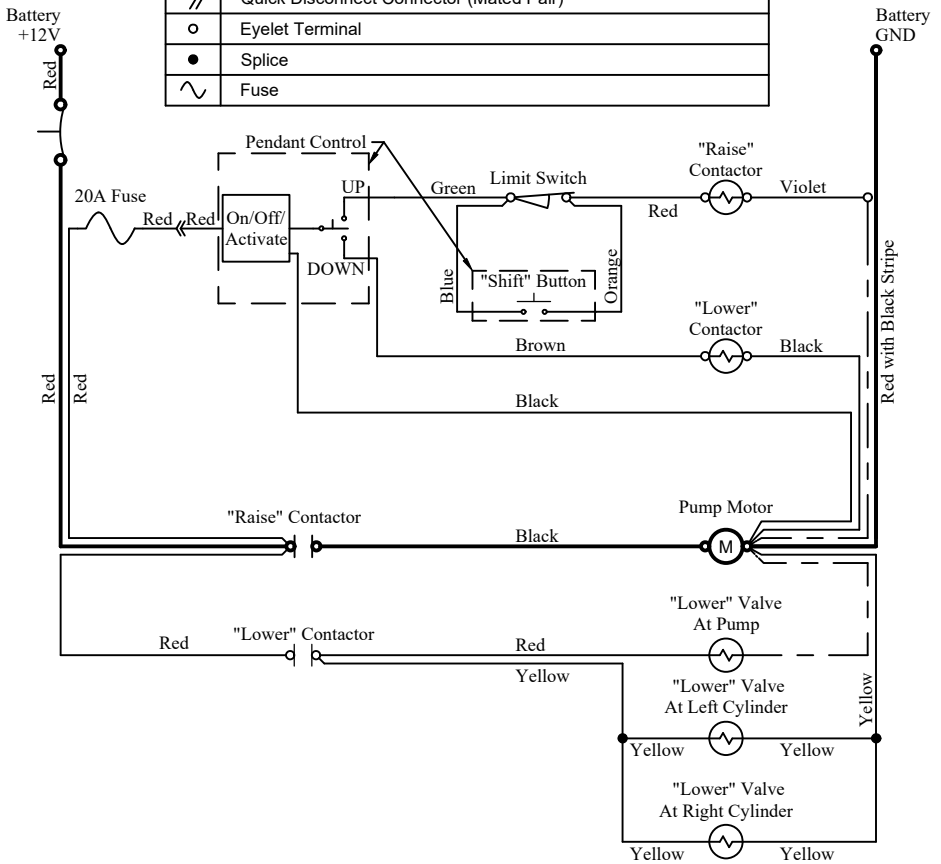 Quick Disconnect Connector (Mated Pair)
Eyelet Terminal
Splice
Fuse
Battery
+12V
Battery
GND
Red
Pendant Control
"Raise"
Contactor
20A Fuse
UP
Green
Limit Switch
Red
Violet
Red
Red
On/Off/
Activate
DOWN
Blue
"Shift" Button
Orange
"Lower"
Contactor
Brown
Black
Red with Black Stripe
Black
Red
Red
"Raise" Contactor
Pump Motor
Black
M
"Lower" Valve
At Pump
Red
"Lower" Contactor
Red
Yellow
"Lower" Valve
At Left Cylinder
Yellow
Yellow
Yellow
"Lower" Valve
At Right Cylinder
Yellow
Yellow